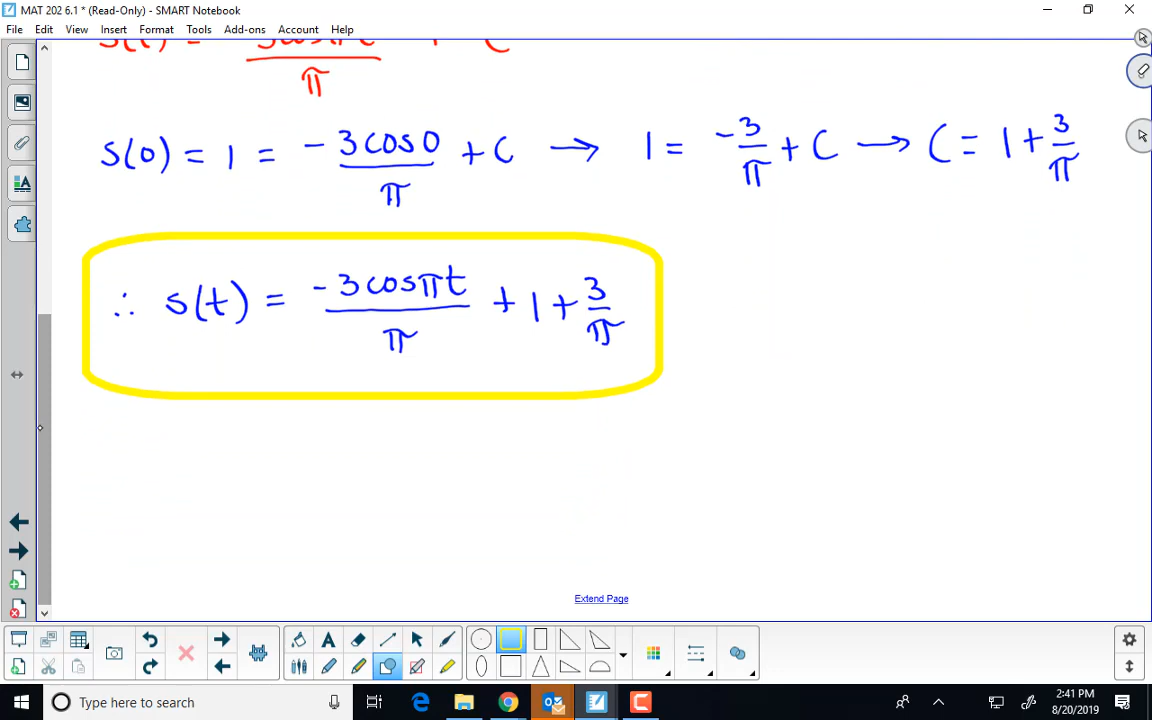 MAT 202 6.1 * (Read-Only) - SMART Notebook
File Edit View Insert Format Tools Add-ons Account Help
π
s(0) = 1 = -3cos0/π + C → 1 = -3/π + C → C = 1 + 3/π
∴ s(t) = -3cosπt/π + 1 + 3/π
Extend Page
Type here to search
2:41 PM
8/20/2019